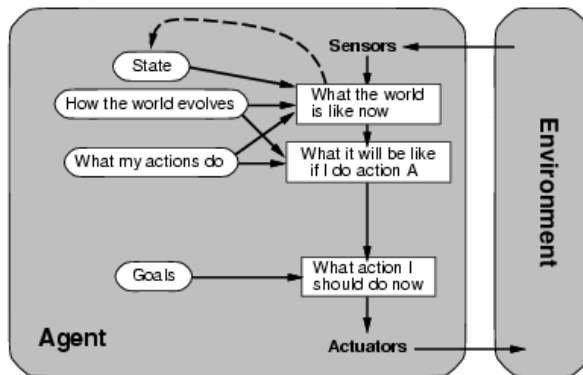 Sensors
State
What the world
is like now
How the world evolves
What it will be like
if I do action A
What my actions do
Environment
Goals
What action I
should do now
Agent
Actuators